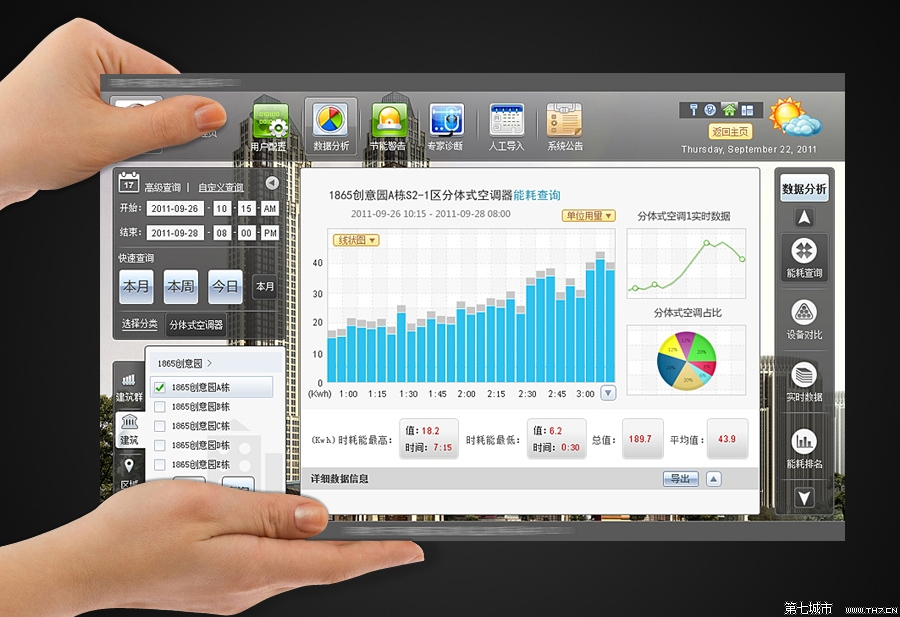 用户配置
数据分析
节能警告
专家诊断
人工导入
系统公告
返回主页
Thursday, September 22, 2011
17
高级查询 | 自定义查询
开始: 2011-09-26 - 10 : 15 - AM
结束: 2011-09-28 - 08 : 00 - PM
快速查询
本月 本周 今日 本月
选择分类 分体式空调器
建筑群
建筑
区域
1865创意园 >
1865创意园A栋
1865创意园B栋
1865创意园C栋
1865创意园D栋
1865创意园E栋
1865创意园A栋S2-1区分体式空调器能耗查询
2011-09-26 10:15 - 2011-09-28 08:00
单位用量
线状图
40
30
20
10
0
(Kwh) 1:00 1:15 1:30 1:45 2:00 2:15 2:30 2:45 3:00
分体式空调1实时数据
分体式空调占比
12%
20%
20%
20%
12%
(Kwh) 时耗能最高: 值: 18.2 时间: 7:15
时耗能最低: 值: 6.2 时间: 0:30
总值: 189.7
平均值: 43.9
详细数据信息
导出
数据分析
能耗查询
设备对比
实时数据
能耗排名
第七城市 WWW.TH7.CN